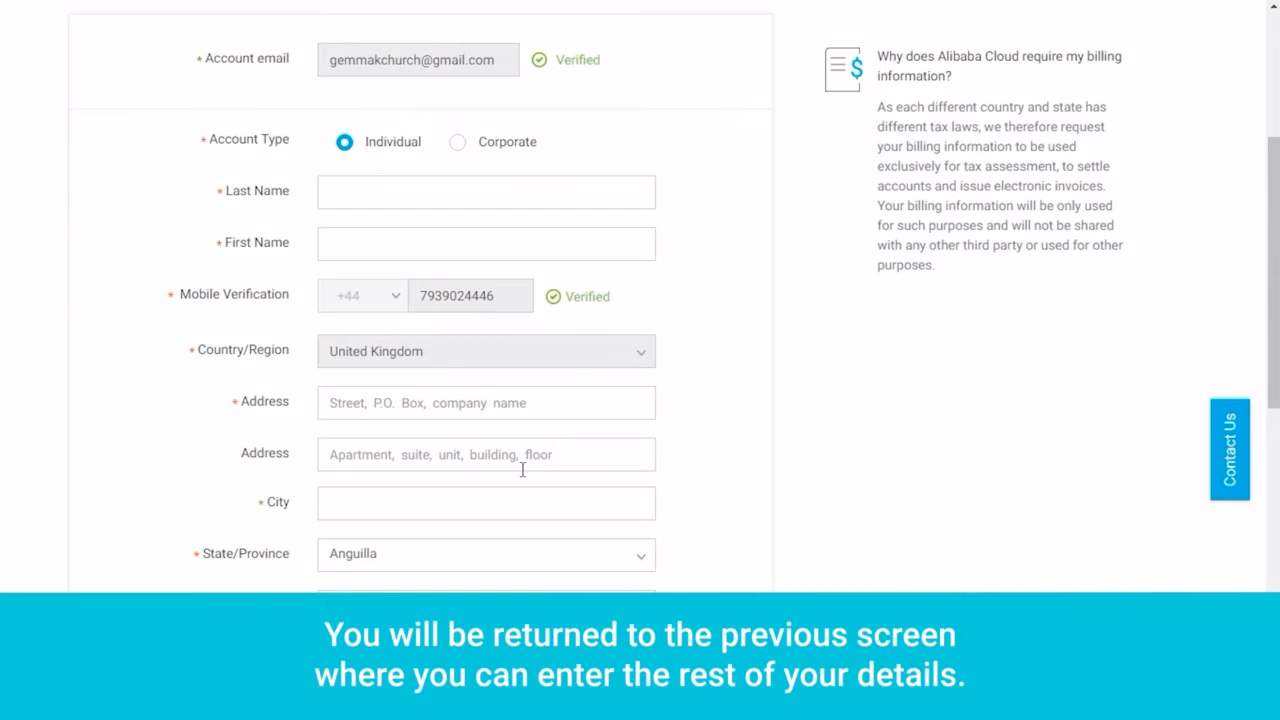 * Account email gemmakchurch@gmail.com Verified
* Account Type Individual Corporate
* Last Name
* First Name
* Mobile Verification +44 7939024446 Verified
* Country/Region United Kingdom
* Address Street, P.O. Box, company name
Address Apartment, suite, unit, building, floor
* City
* State/Province Anguilla
Why does Alibaba Cloud require my billing
information?
As each different country and state has
different tax laws, we therefore request
your billing information to be used
exclusively for tax assessment, to settle
accounts and issue electronic invoices.
Your billing information will be only used
for such purposes and will not be shared
with any other third party or used for other
purposes.
Contact Us
You will be returned to the previous screen
where you can enter the rest of your details.